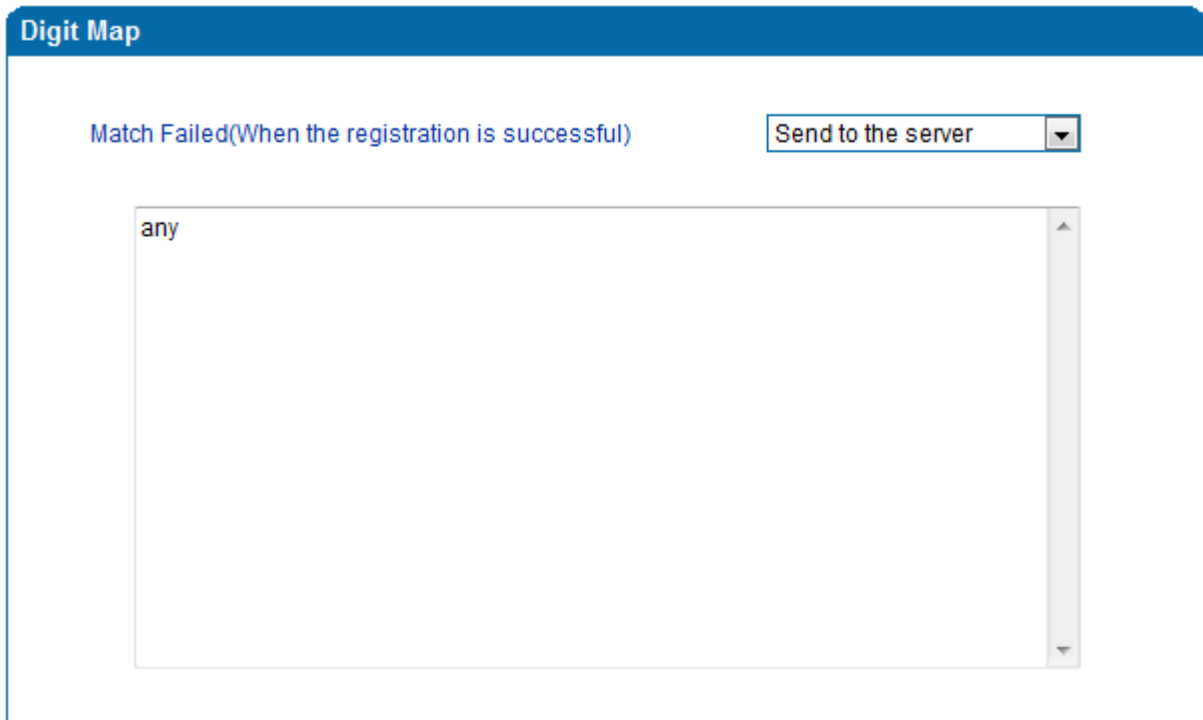 Digit Map
Match Failed(When the registration is successful) Send to the server
any